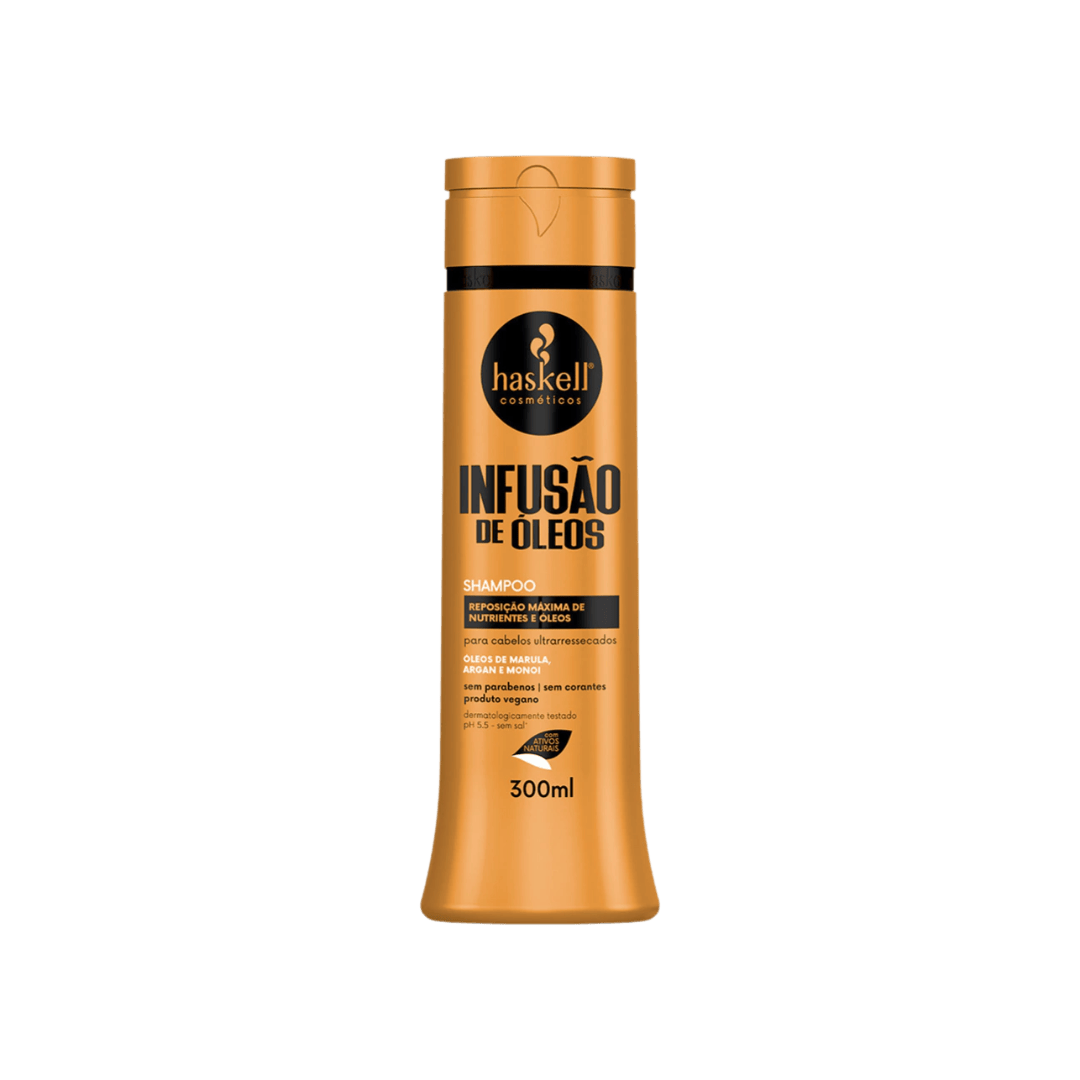 haskell®
cosméticos
INFUSÃO
DE ÓLEOS
SHAMPOO
REPOSIÇÃO MÁXIMA DE
NUTRIENTES E ÓLEOS
para cabelos ultrarressecados
ÓLEOS DE MARULA,
ARGAN E MONOI
sem parabenos | sem corantes
produto vegano
dermatologicamente testado
pH 5.5 - sem sal*
com
ATIVOS
NATURAIS
300ml